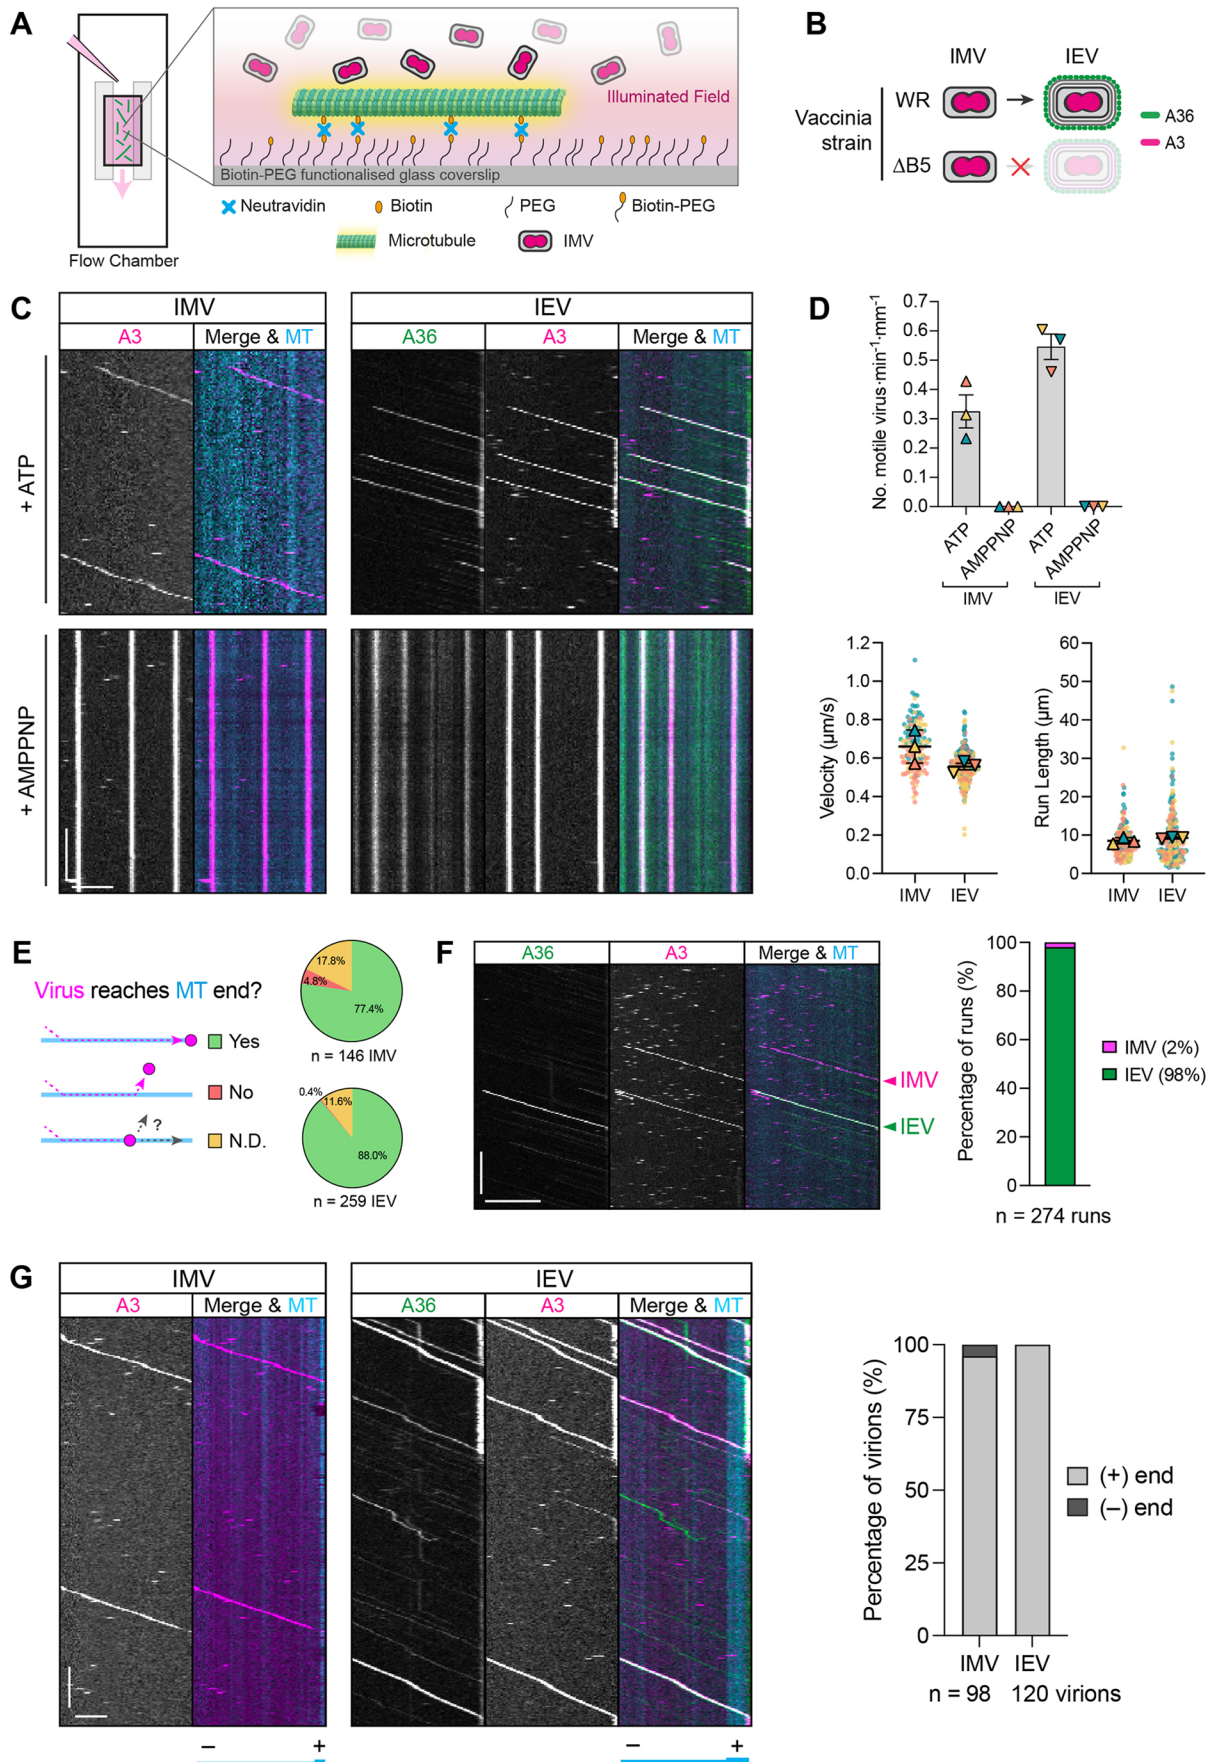 A
Illuminated Field
Biotin-PEG functionalised glass coverslip
Neutravidin
Biotin
PEG
Biotin-PEG
Microtubule
IMV
Flow Chamber
B
IMV
IEV
Vaccinia strain
WR
ΔB5
A36
A3
C
IMV
IEV
A3
Merge & MT
A36
A3
Merge & MT
+ ATP
+ AMPPNP
D
No. motile virus·min⁻¹·mm⁻¹
0.7
0.6
0.5
0.4
0.3
0.2
0.1
0.0
ATP
AMPPNP
ATP
AMPPNP
IMV
IEV
Velocity (μm/s)
1.2
1.0
0.8
0.6
0.4
0.2
0.0
IMV
IEV
Run Length (μm)
60
50
40
30
20
10
0
IMV
IEV
E
Virus reaches MT end?
Yes
No
?
N.D.
17.8%
4.8%
77.4%
n = 146 IMV
0.4%
11.6%
88.0%
n = 259 IEV
F
A36
A3
Merge & MT
IMV
IEV
Percentage of runs (%)
100
80
60
40
20
0
IMV (2%)
IEV (98%)
n = 274 runs
G
IMV
IEV
A3
Merge & MT
A36
A3
Merge & MT
− +
− +
Percentage of virions (%)
100
75
50
25
0
(+) end
(−) end
IMV
IEV
n = 98 120 virions